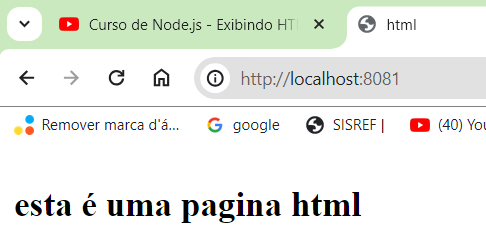 Curso de Node.js - Exibindo HT
html
http://localhost:8081
Remover marca d'á... google SISREF | (40) You
esta é uma pagina html